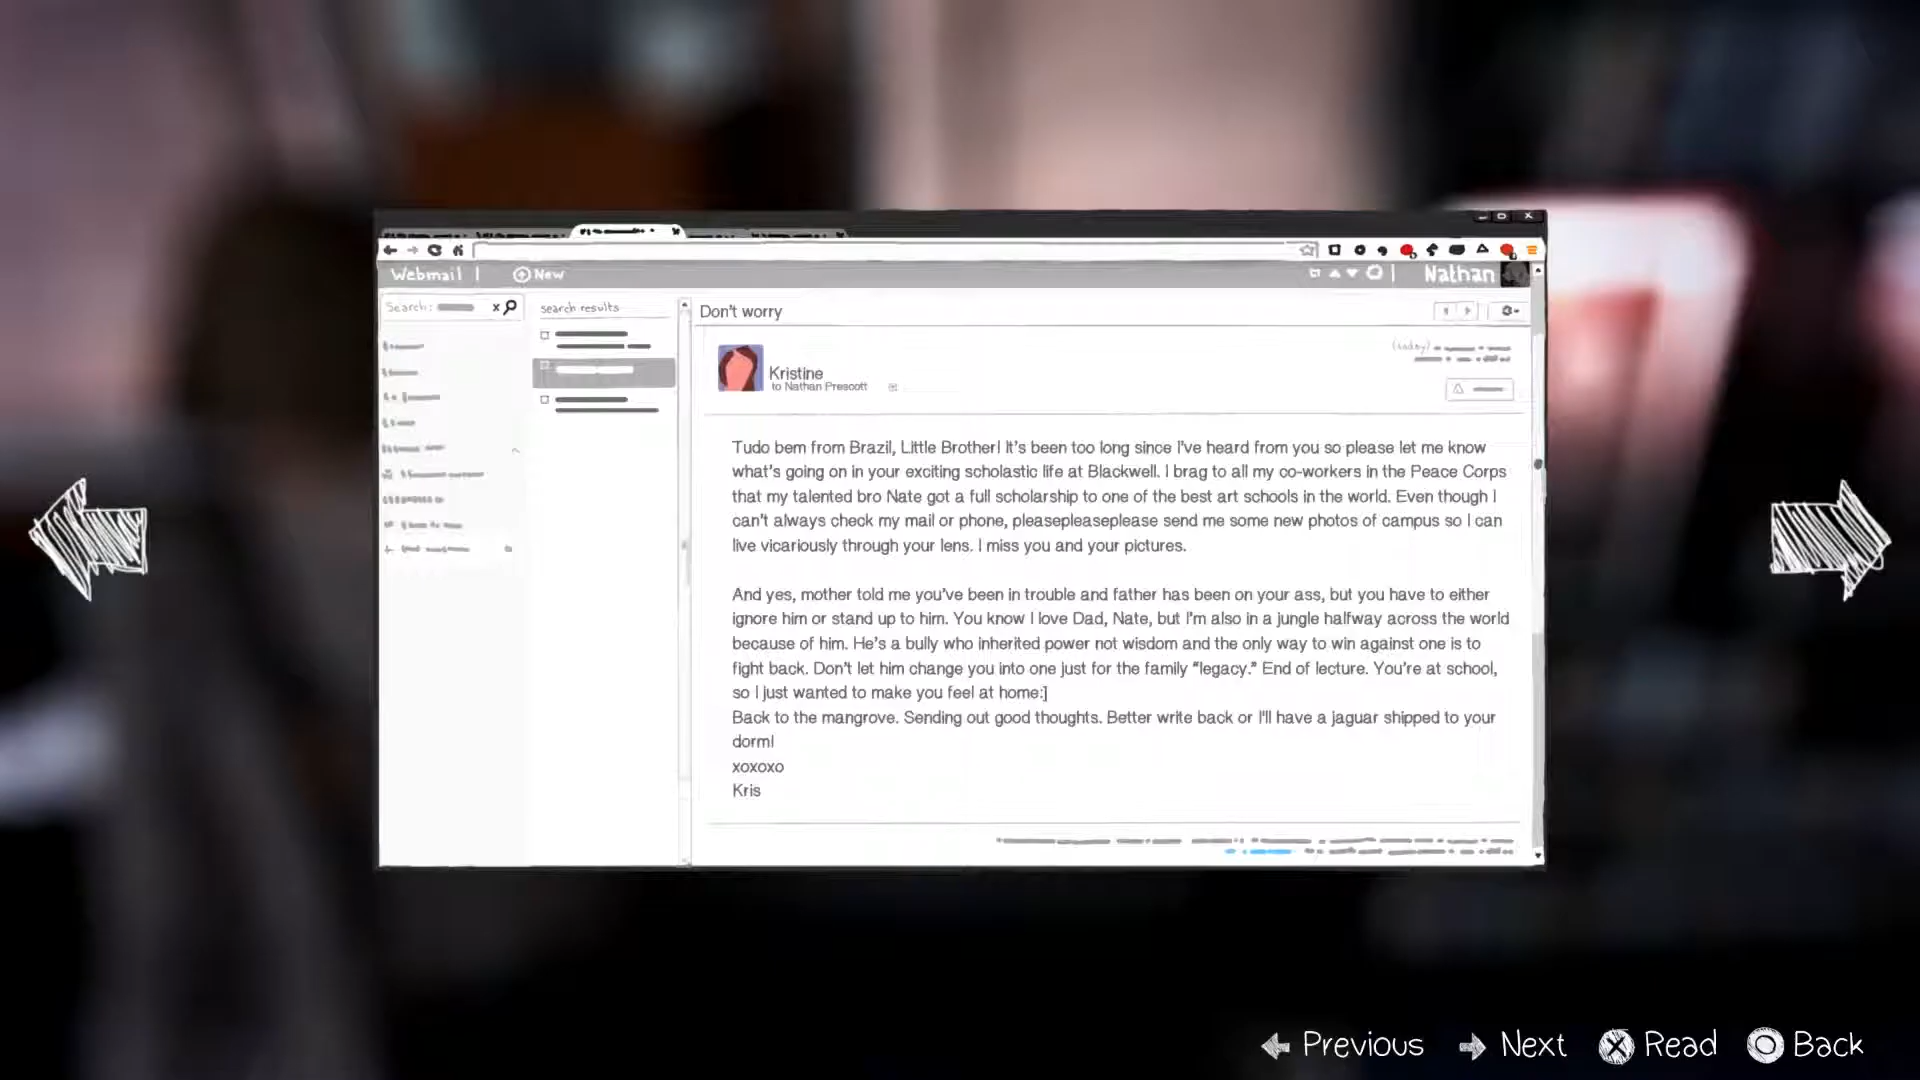 Webmail |
New
Nathan
Search:
search results
Don't worry
(today)
Kristine
to Nathan Prescott
Tudo bem from Brazil, Little Brother! It's been too long since I've heard from you so please let me know
what's going on in your exciting scholastic life at Blackwell. I brag to all my co-workers in the Peace Corps
that my talented bro Nate got a full scholarship to one of the best art schools in the world. Even though I
can't always check my mail or phone, pleasepleaseplease send me some new photos of campus so I can
live vicariously through your lens. I miss you and your pictures.
And yes, mother told me you've been in trouble and father has been on your ass, but you have to either
ignore him or stand up to him. You know I love Dad, Nate, but I'm also in a jungle halfway across the world
because of him. He's a bully who inherited power not wisdom and the only way to win against one is to
fight back. Don't let him change you into one just for the family "legacy." End of lecture. You're at school,
so I just wanted to make you feel at home:]
Back to the mangrove. Sending out good thoughts. Better write back or I'll have a jaguar shipped to your
dorm!
xoxoxo
Kris
Previous Next Read Back